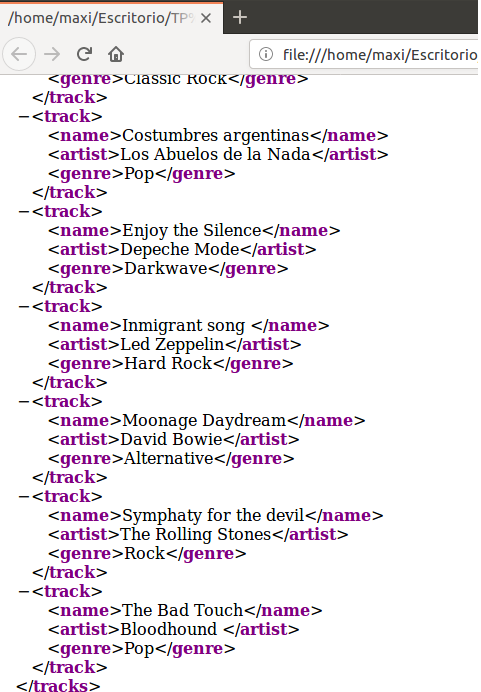 /home/maxi/Escritorio/TP
file:///home/maxi/Escritorio
<genre>Classic Rock</genre>
</track>
−<track>
<name>Costumbres argentinas</name>
<artist>Los Abuelos de la Nada</artist>
<genre>Pop</genre>
</track>
−<track>
<name>Enjoy the Silence</name>
<artist>Depeche Mode</artist>
<genre>Darkwave</genre>
</track>
−<track>
<name>Inmigrant song </name>
<artist>Led Zeppelin</artist>
<genre>Hard Rock</genre>
</track>
−<track>
<name>Moonage Daydream</name>
<artist>David Bowie</artist>
<genre>Alternative</genre>
</track>
−<track>
<name>Symphaty for the devil</name>
<artist>The Rolling Stones</artist>
<genre>Rock</genre>
</track>
−<track>
<name>The Bad Touch</name>
<artist>Bloodhound </artist>
<genre>Pop</genre>
</track>
</tracks>